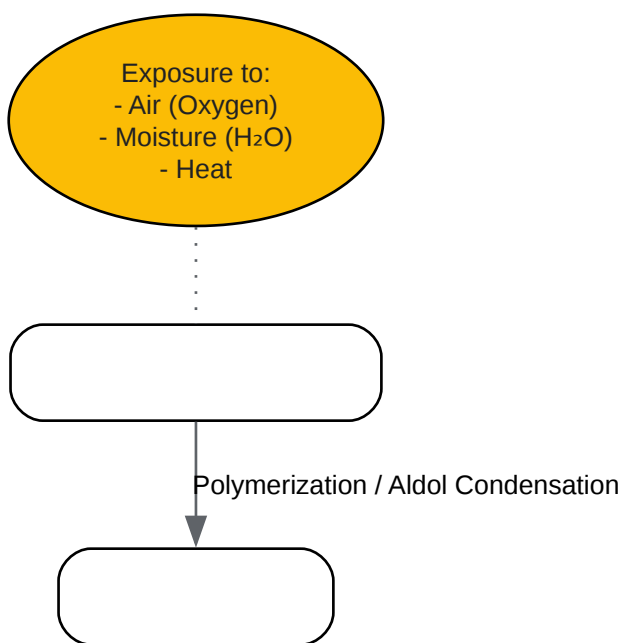 Exposure to:
- Air (Oxygen)
- Moisture (H₂O)
- Heat
Polymerization / Aldol Condensation